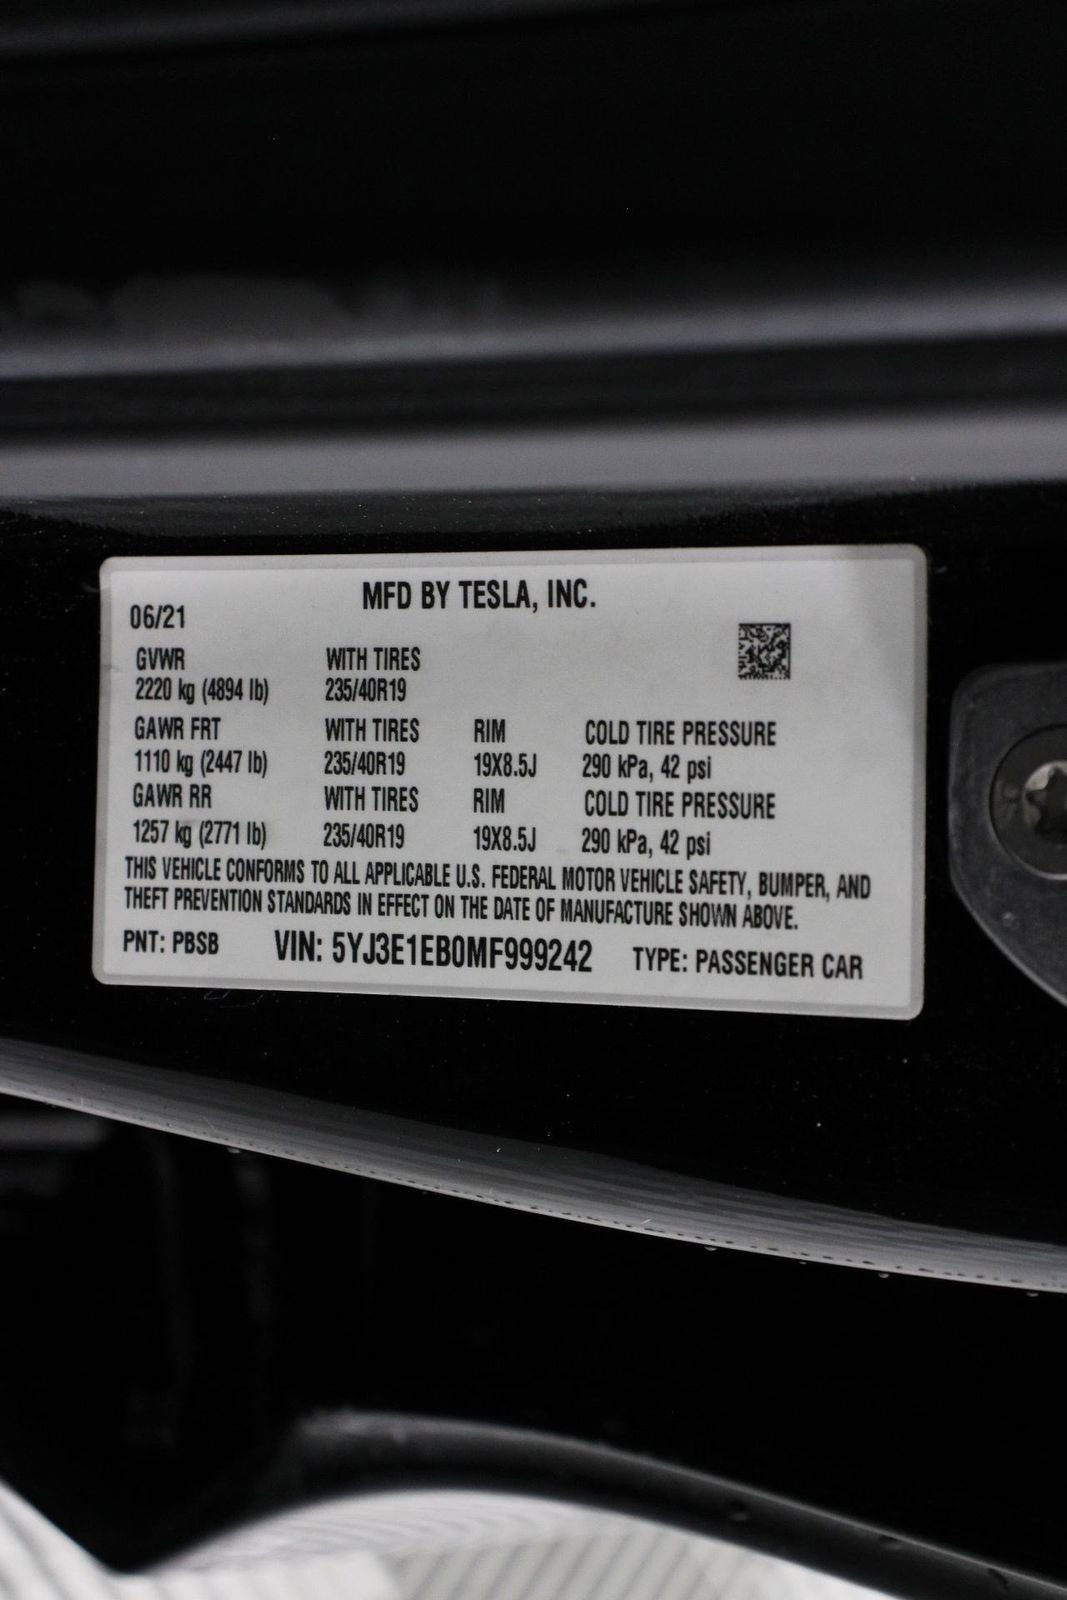 MFD BY TESLA, INC.
06/21
GVWR WITH TIRES
2220 kg (4894 lb) 235/40R19
GAWR FRT WITH TIRES RIM COLD TIRE PRESSURE
1110 kg (2447 lb) 235/40R19 19X8.5J 290 kPa, 42 psi
GAWR RR WITH TIRES RIM COLD TIRE PRESSURE
1257 kg (2771 lb) 235/40R19 19X8.5J 290 kPa, 42 psi
THIS VEHICLE CONFORMS TO ALL APPLICABLE U.S. FEDERAL MOTOR VEHICLE SAFETY, BUMPER, AND
THEFT PREVENTION STANDARDS IN EFFECT ON THE DATE OF MANUFACTURE SHOWN ABOVE.
PNT: PBSB VIN: 5YJ3E1EB0MF999242 TYPE: PASSENGER CAR